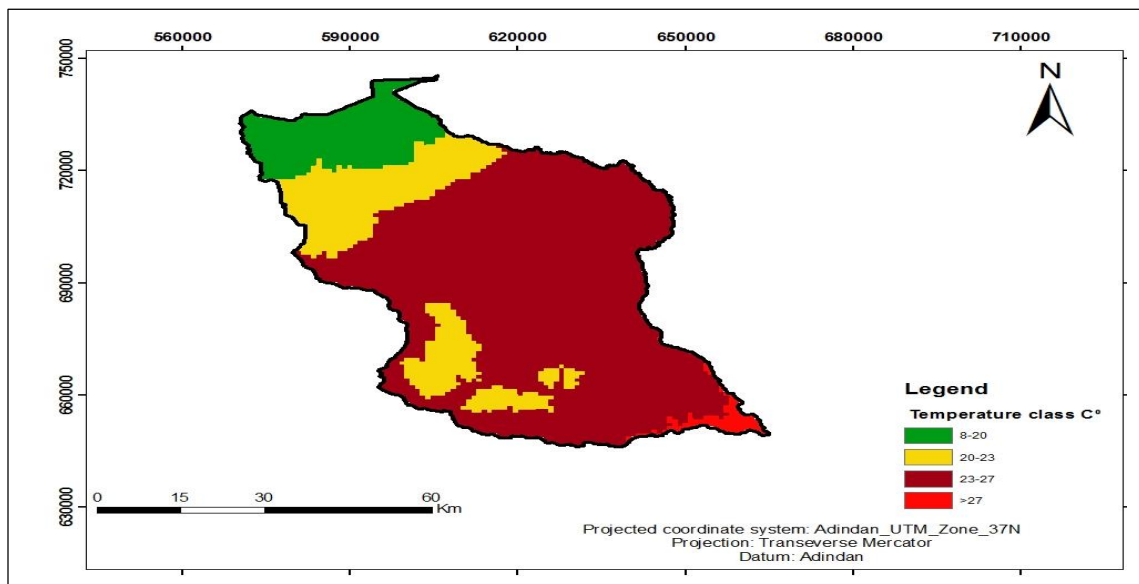 560000 590000 620000 650000 680000 710000
750000
720000
690000
660000
630000
N
Legend
Temperature class C°
8-20
20-23
23-27
>27
0 15 30 60
Km
Projected coordinate system: Adindan_UTM_Zone_37N
Projection: Transeverse Mercator
Datum: Adindan